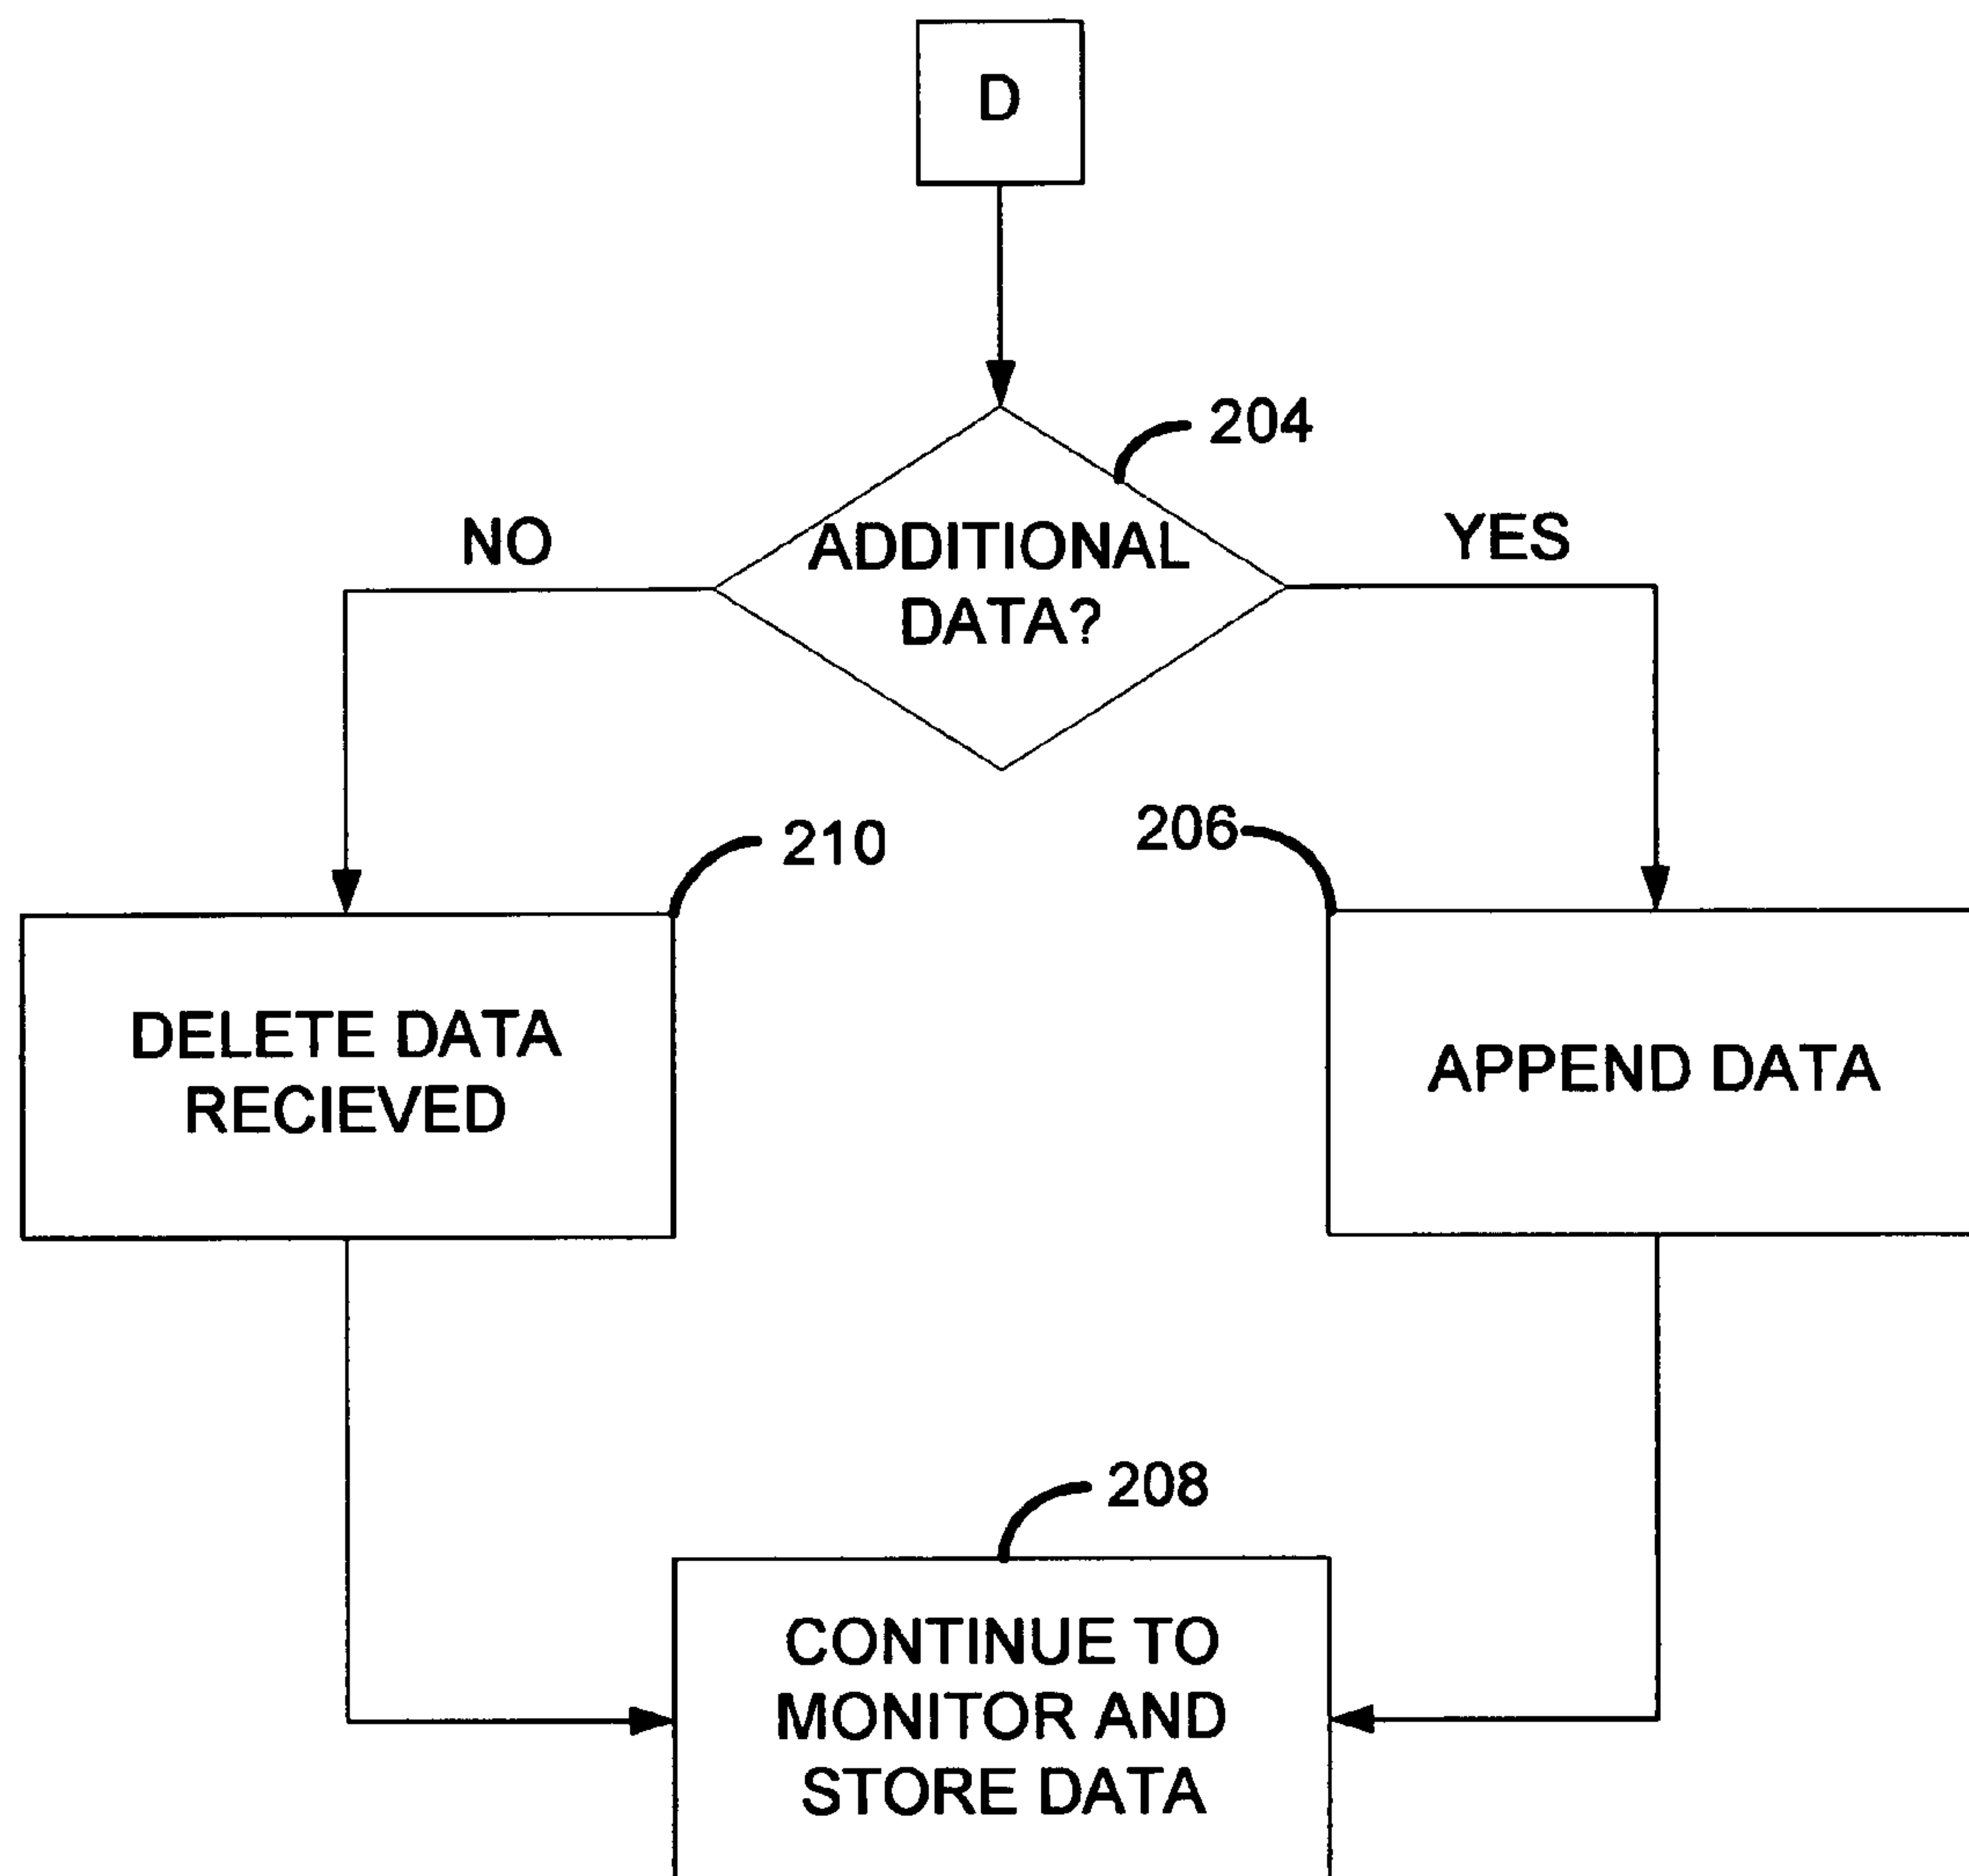 D
204
NO
ADDITIONAL
DATA?
YES
210
206
DELETE DATA
RECIEVED
APPEND DATA
208
CONTINUE TO
MONITOR AND
STORE DATA